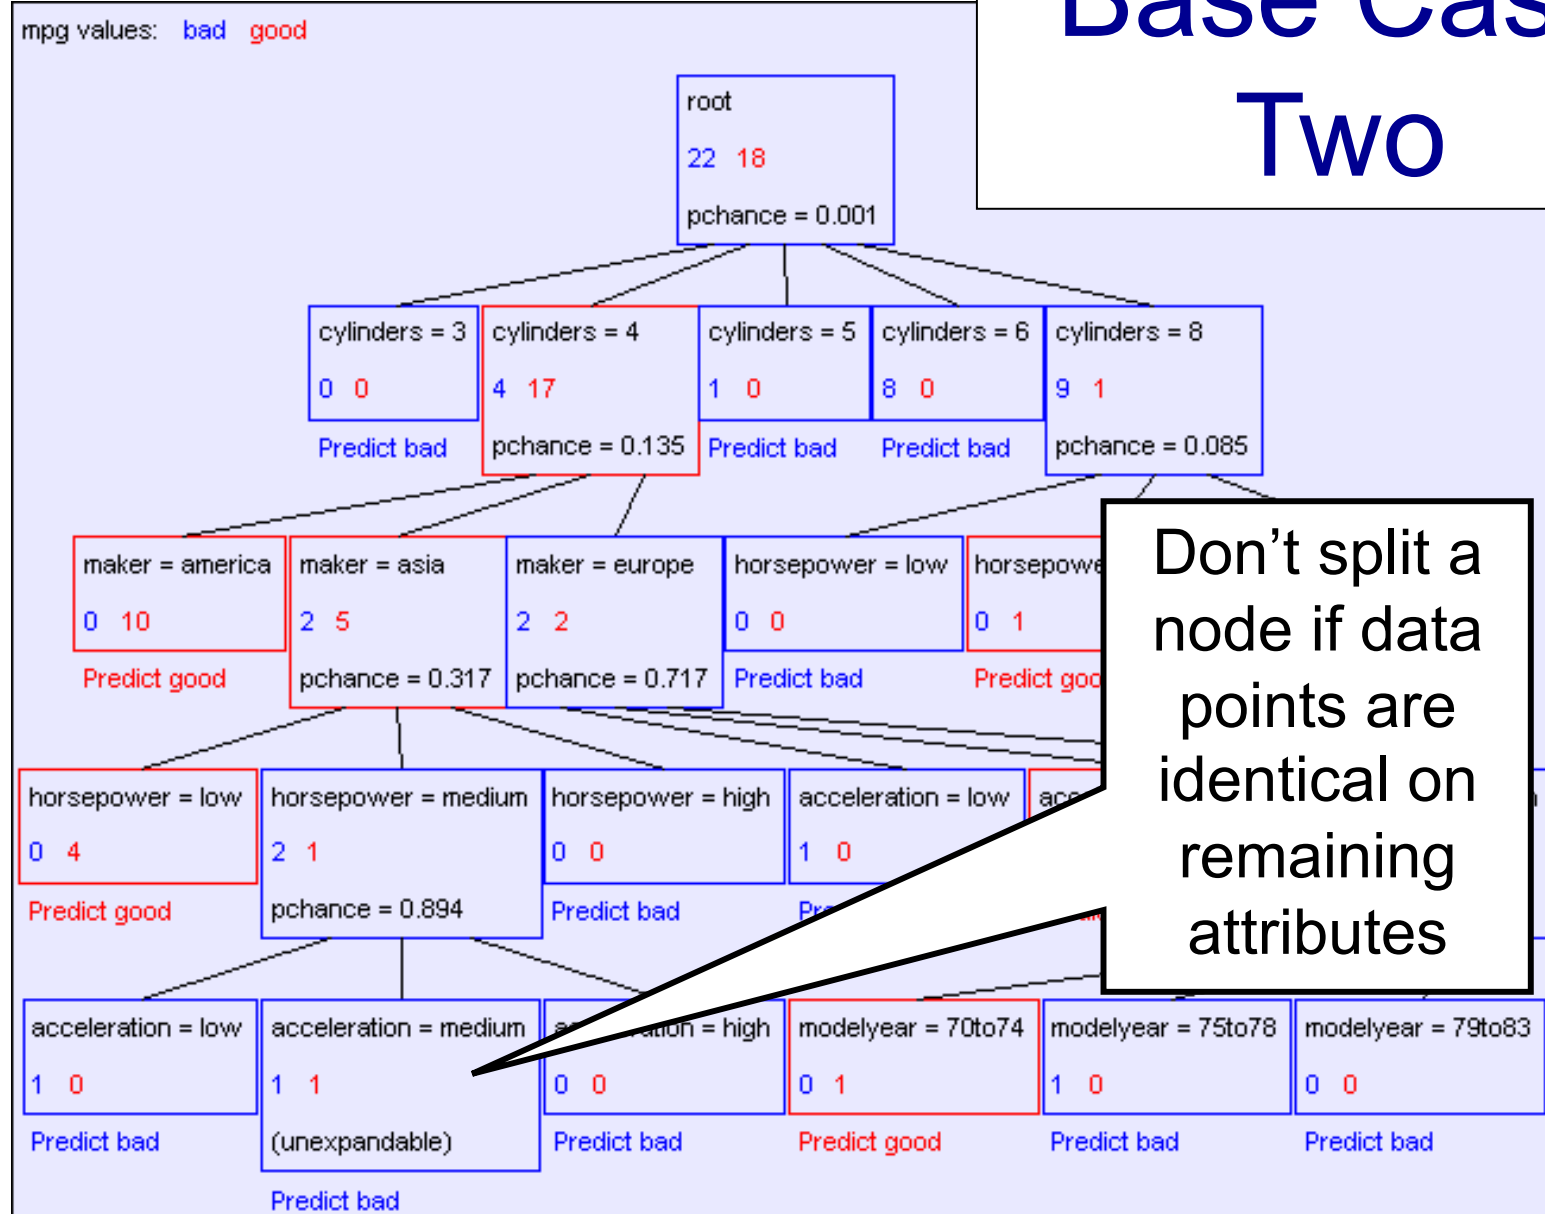 mpg values: bad good
Base Cas
Two
root
22 18
pchance = 0.001
cylinders = 3
0 0
Predict bad
cylinders = 4
4 17
pchance = 0.135
cylinders = 5
1 0
Predict bad
cylinders = 6
8 0
Predict bad
cylinders = 8
9 1
pchance = 0.085
maker = america
0 10
Predict good
maker = asia
2 5
pchance = 0.317
maker = europe
2 2
pchance = 0.717
horsepower = low
0 0
Predict bad
horsepowe
0 1
Predict goo
Don’t split a
node if data
points are
identical on
remaining
attributes
horsepower = low
0 4
Predict good
horsepower = medium
2 1
pchance = 0.894
horsepower = high
0 0
Predict bad
acceleration = low
1 0
acceleration = low
1 0
Predict bad
acceleration = medium
1 1
(unexpandable)
Predict bad
= high
0 0
Predict bad
modelyear = 70to74
0 1
Predict good
modelyear = 75to78
1 0
Predict bad
modelyear = 79to83
0 0
Predict bad